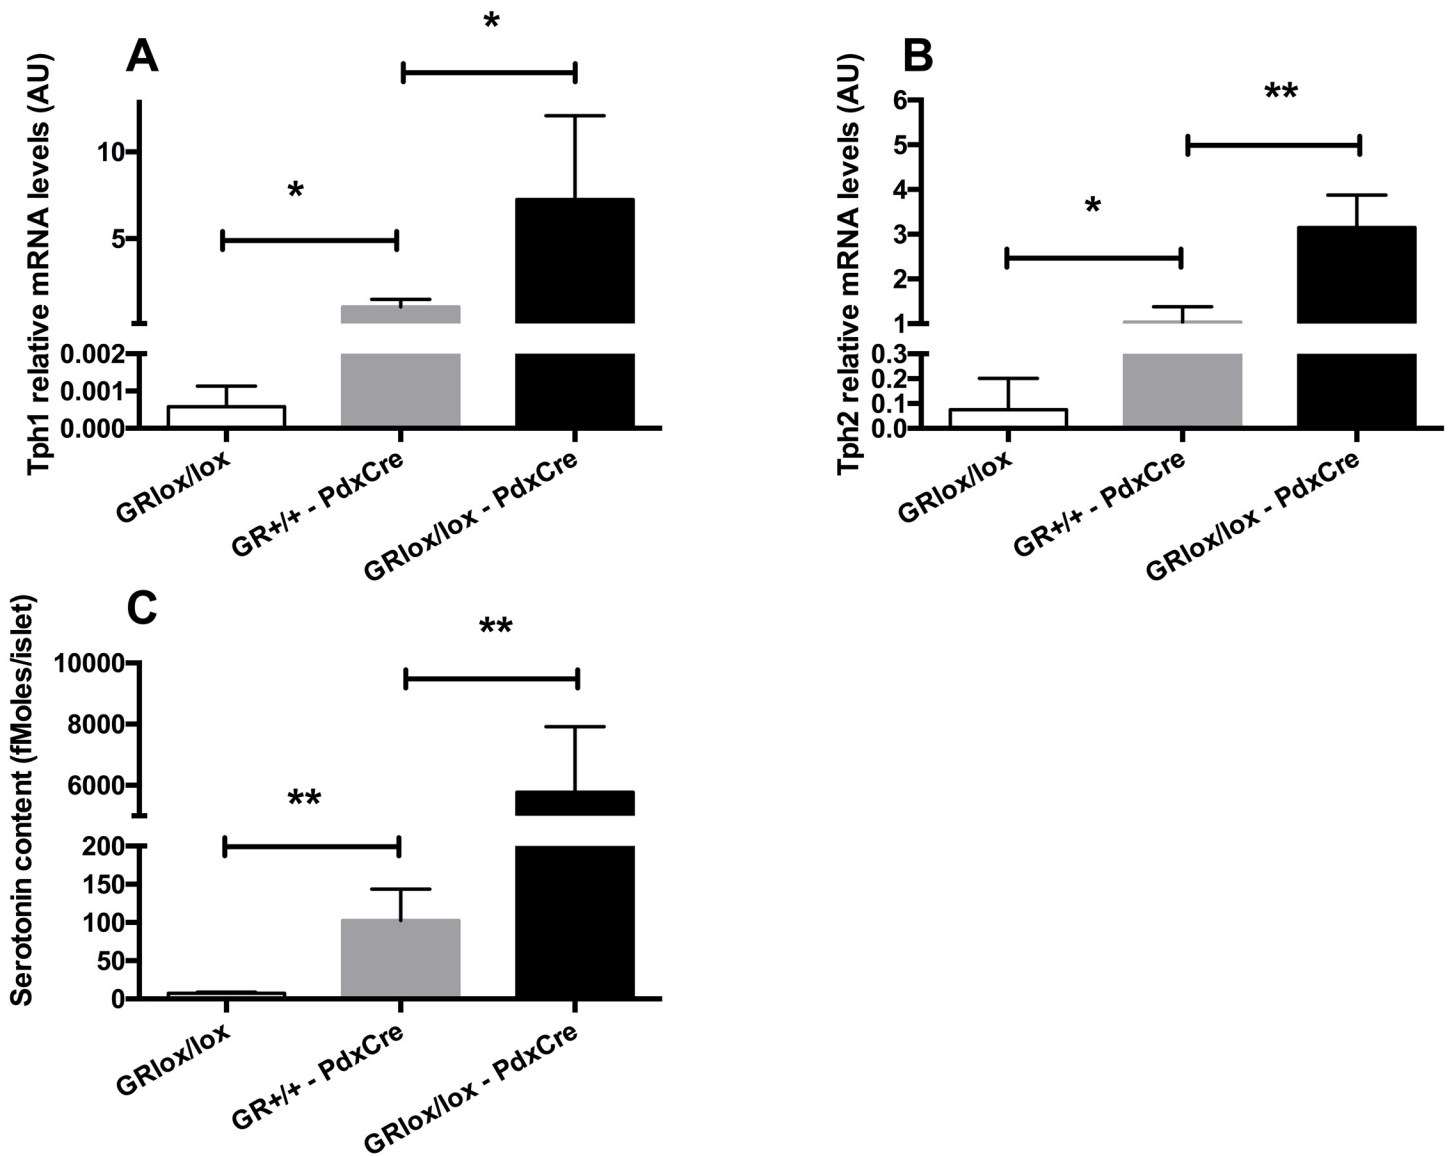 A
Tph1 relative mRNA levels (AU)
*
*
10
5
0.002
0.001
0.000
GRlox/lox
GR+/+ - PdxCre
GRlox/lox - PdxCre
B
Tph2 relative mRNA levels (AU)
**
*
6
5
4
3
2
1
0.3
0.2
0.1
0.0
GRlox/lox
GR+/+ - PdxCre
GRlox/lox - PdxCre
C
Serotonin content (fMoles/islet)
**
**
10000
8000
6000
200
150
100
50
0
GRlox/lox
GR+/+ - PdxCre
GRlox/lox - PdxCre